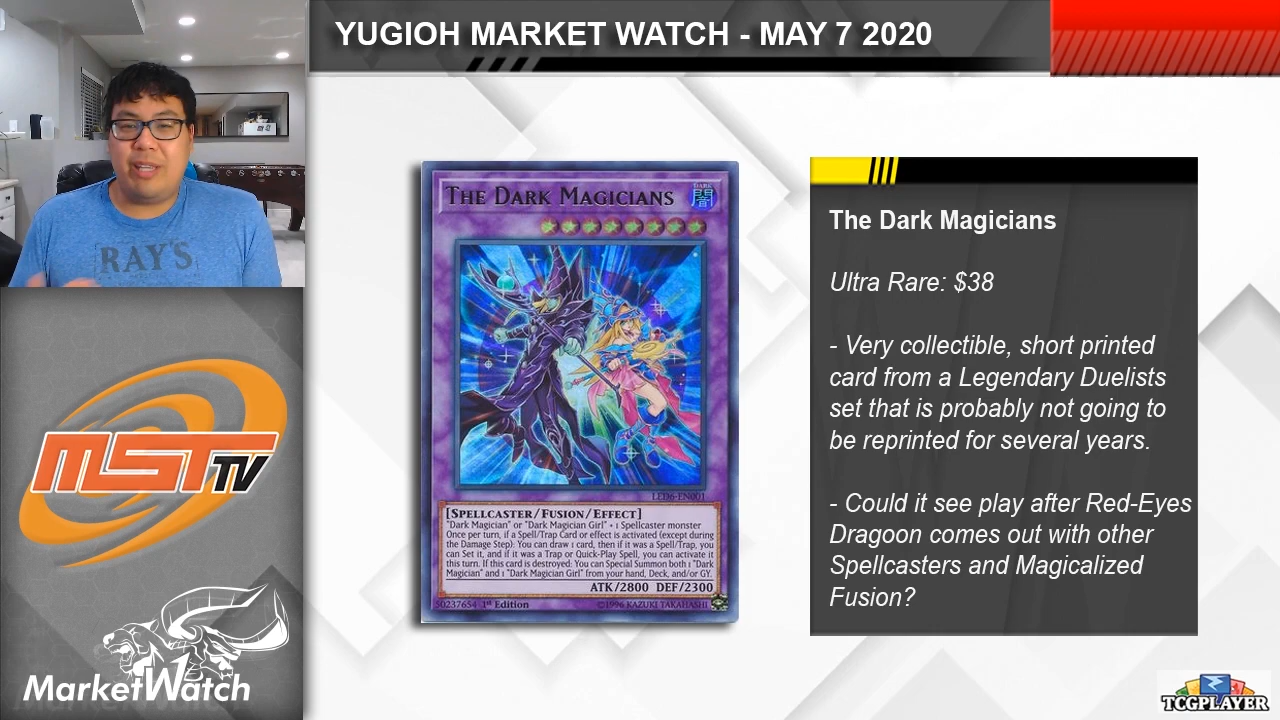 YUGIOH MARKET WATCH - MAY 7 2020
RAY'S
MST TV
MarketWatch
THE DARK MAGICIANS
DARK
闇
LED6-EN001
[SPELLCASTER/FUSION/EFFECT]
"Dark Magician" or "Dark Magician Girl" + 1 Spellcaster monster
Once per turn, if a Spell/Trap Card or effect is activated (except during
the Damage Step): You can draw 1 card, then if it was a Spell/Trap, you
can Set it, and if it was a Trap or Quick-Play Spell, you can activate it
this turn. If this card is destroyed: You can Special Summon both 1 "Dark
Magician" and 1 "Dark Magician Girl" from your hand, Deck, and/or GY.
ATK/2800 DEF/2300
50237654 1st Edition ©1996 KAZUKI TAKAHASHI
The Dark Magicians
Ultra Rare: $38
- Very collectible, short printed
card from a Legendary Duelists
set that is probably not going to
be reprinted for several years.
- Could it see play after Red-Eyes
Dragoon comes out with other
Spellcasters and Magicalized
Fusion?
TCGPLAYER